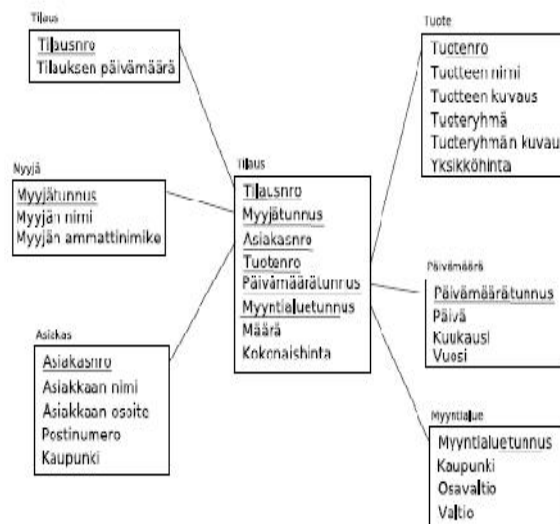 Tilaus
Tilausnro
Tilauksen päivämäärä
Nyyjä
Myyjätunnus
Myyjän nimi
Myyjän ammattinimike
Asiakas
Asiakasnro
Asiakkaan nimi
Asiakkaan osoite
Postinumero
Kaupunki
Tilaus
Tilausnro
Myyjätunnus
Asiakasnro
Tuotenro
Päivämäärätunnus
Myyntialuetunnus
Määrä
Kokonaishinta
Tuote
Tuotenro
Tuotteen nimi
Tuotteen kuvaus
Tuoteryhmä
Tuoteryhmän kuvau
Yksikköhinta
Päivämäärä
Päivämäärätunnus
Päivä
Kuukausi
Vuosi
Myyntialue
Myyntialuetunnus
Kaupunki
Osavaltio
Valtio